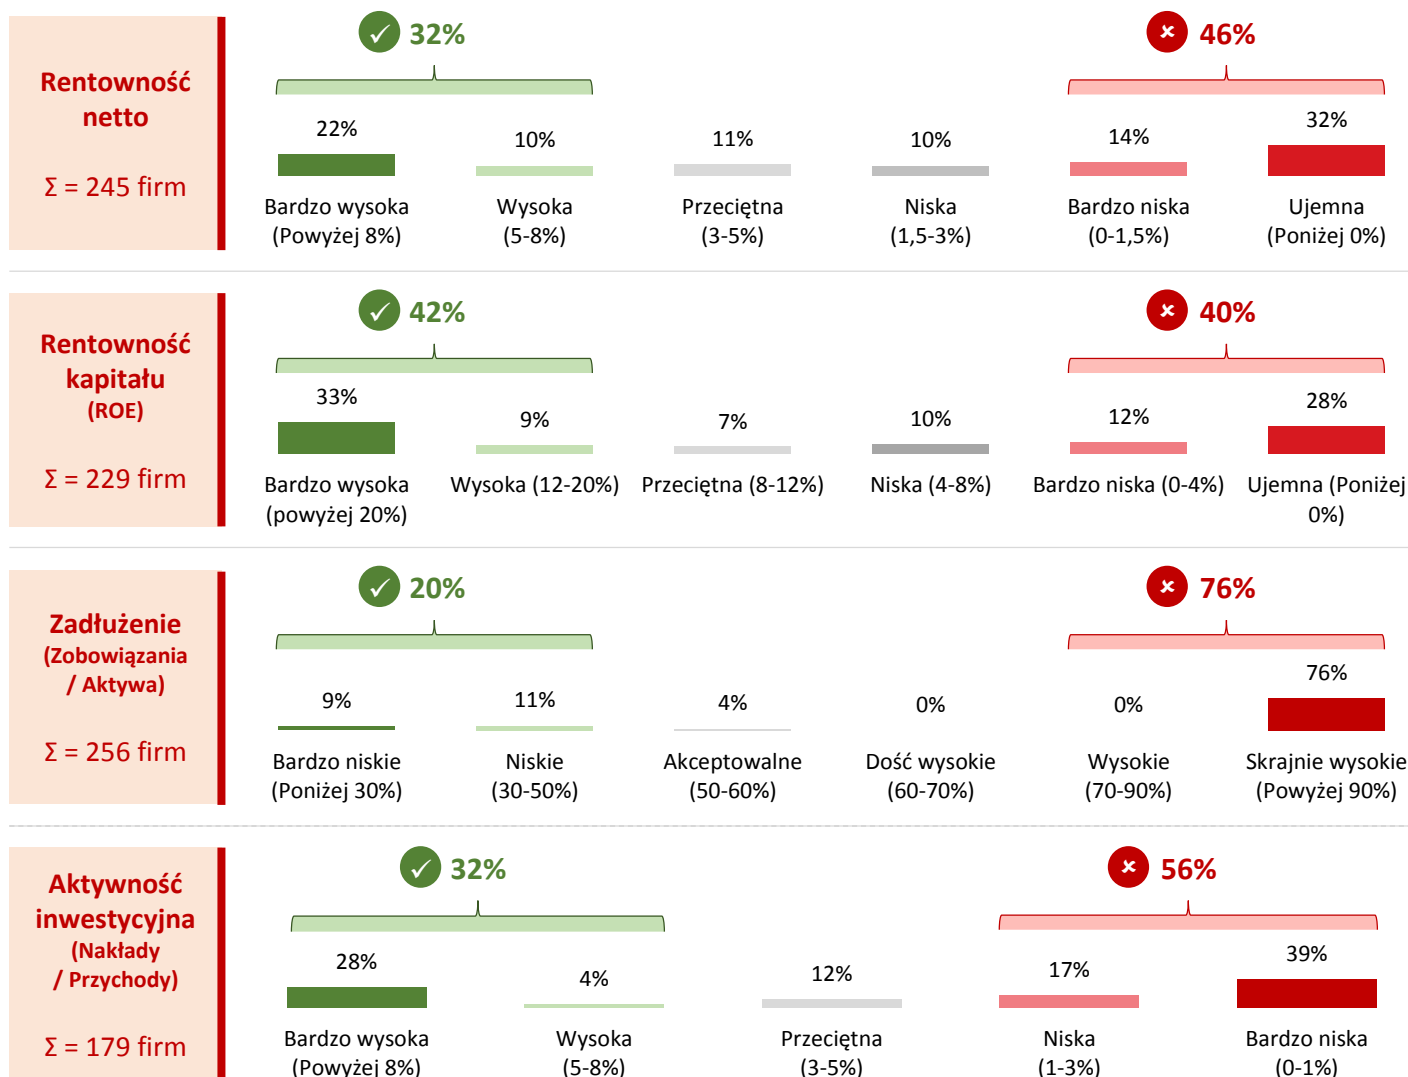 Rentowność
netto
Σ = 245 firm
32%
46%
22%
10%
11%
10%
14%
32%
Bardzo wysoka
(Powyżej 8%)
Wysoka
(5-8%)
Przeciętna
(3-5%)
Niska
(1,5-3%)
Bardzo niska
(0-1,5%)
Ujemna
(Poniżej 0%)
Rentowność
kapitału
(ROE)
Σ = 229 firm
42%
40%
33%
9%
7%
10%
12%
28%
Bardzo wysoka
(powyżej 20%)
Wysoka (12-20%)
Przeciętna (8-12%)
Niska (4-8%)
Bardzo niska (0-4%)
Ujemna (Poniżej
0%)
Zadłużenie
(Zobowiązania
/ Aktywa)
Σ = 256 firm
20%
76%
9%
11%
4%
0%
0%
76%
Bardzo niskie
(Poniżej 30%)
Niskie
(30-50%)
Akceptowalne
(50-60%)
Dość wysokie
(60-70%)
Wysokie
(70-90%)
Skrajnie wysokie
(Powyżej 90%)
Aktywność
inwestycyjna
(Nakłady
/ Przychody)
Σ = 179 firm
32%
56%
28%
4%
12%
17%
39%
Bardzo wysoka
(Powyżej 8%)
Wysoka
(5-8%)
Przeciętna
(3-5%)
Niska
(1-3%)
Bardzo niska
(0-1%)